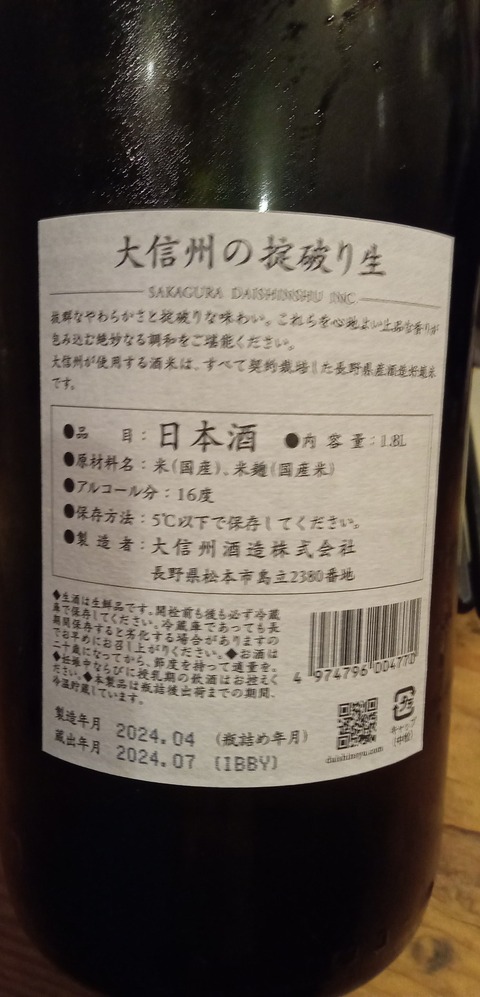 大信州の掟破り生
SAKAGURA DAISHINSHU INC.
抜群なやわらかさと掟破りな味わい。これらを心地よい上品な香りが
包み込む絶妙なる調和をご堪能ください。
大信州が使用する酒米は、すべて契約栽培した長野県産酒造好適米
です。
●品 目：日本酒 ●内容量：1.8L
●原材料名：米(国産)、米麹(国産米)
●アルコール分：16度
●保存方法：5℃以下で保存してください。
●製造者：大信州酒造株式会社
長野県松本市島立2380番地
◆生酒は生鮮品です。開栓前も後も必ず冷蔵
庫で保存してください。冷蔵庫であっても長
期間保存すると劣化する場合がありますの
でお早めにお召し上がりください。◆お酒は
二十歳になってから、節度を持って適量を。
◆妊娠中ならびに授乳期の飲酒はお控えく
ださい。◆本製品は瓶詰後出荷までの期間、
冷温貯蔵しています。
4 974796 004770
製造年月 2024.04 (瓶詰め年月)
蔵出年月 2024.07 [IBBY]
daishinsyu.com
キャップ
(中栓)